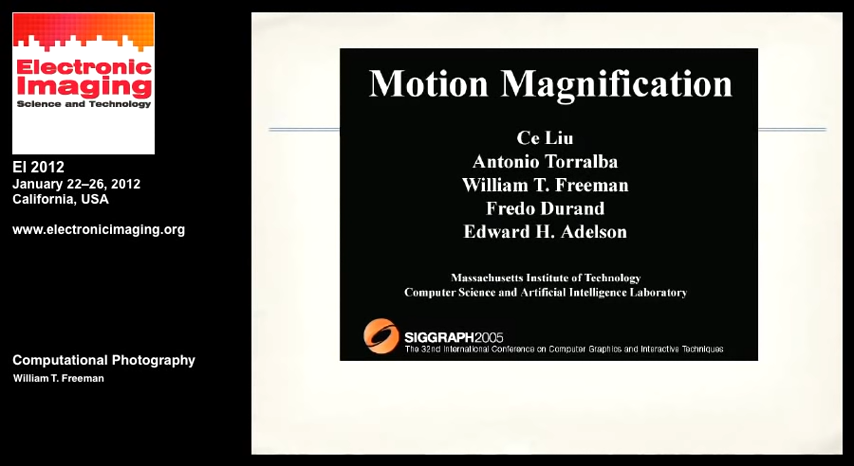 Electronic
Imaging
Science and Technology
EI 2012
January 22–26, 2012
California, USA
www.electronicimaging.org
Computational Photography
William T. Freeman
Motion Magnification
Ce Liu
Antonio Torralba
William T. Freeman
Fredo Durand
Edward H. Adelson
Massachusetts Institute of Technology
Computer Science and Artificial Intelligence Laboratory
SIGGRAPH2005
The 32nd International Conference on Computer Graphics and Interactive Techniques